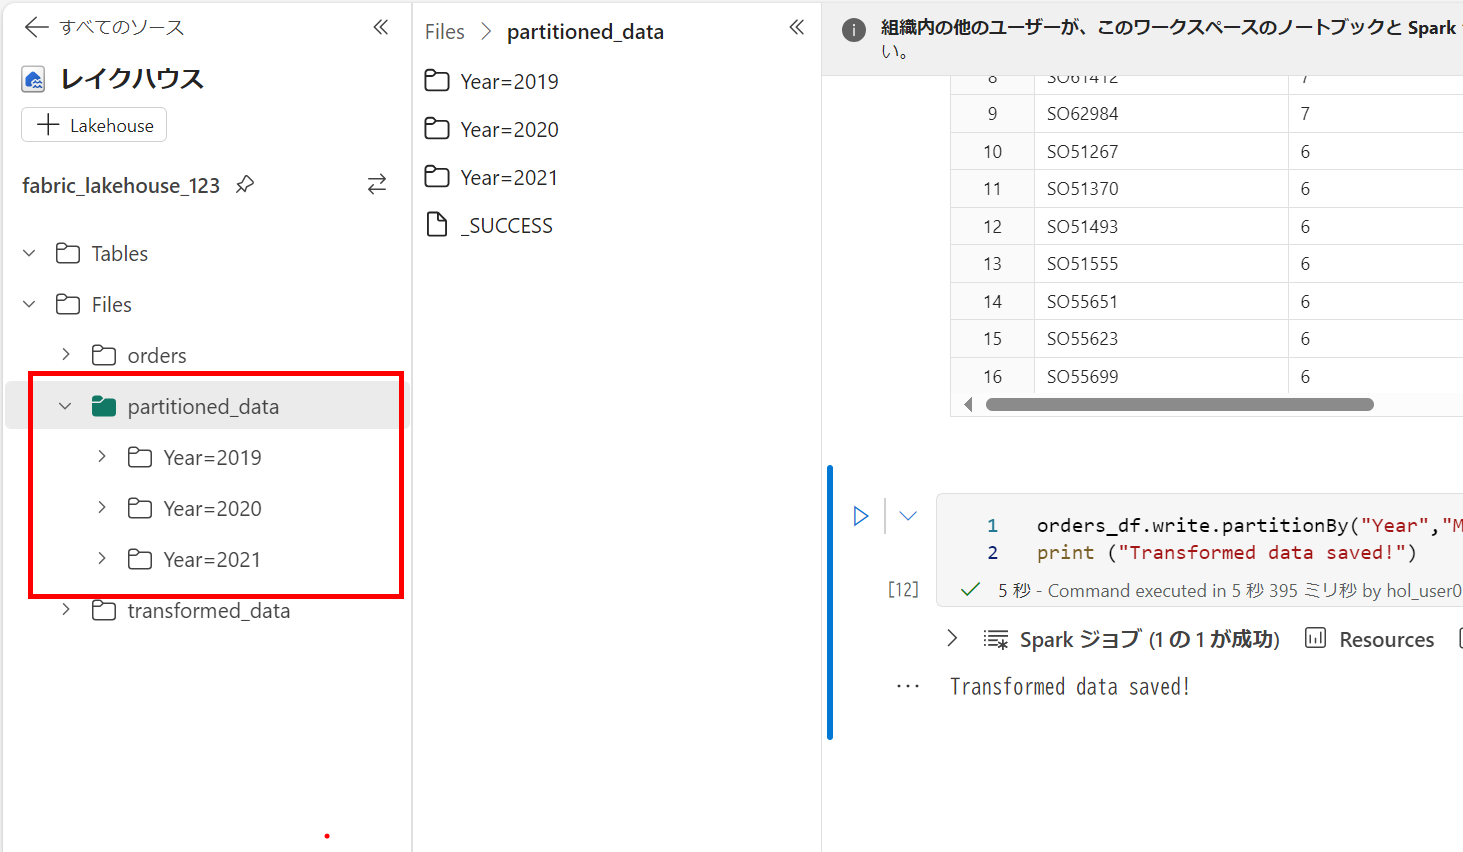 すべてのソース
レイクハウス
Lakehouse
fabric_lakehouse_123
Tables
Files
orders
partitioned_data
Year=2019
Year=2020
Year=2021
transformed_data
Files > partitioned_data
Year=2019
Year=2020
Year=2021
_SUCCESS
組織内の他のユーザーが、このワークスペースのノートブックと Spark
い。
8 SO61412 7
9 SO62984 7
10 SO51267 6
11 SO51370 6
12 SO51493 6
13 SO51555 6
14 SO55651 6
15 SO55623 6
16 SO55699 6
1 orders_df.write.partitionBy("Year","M
2 print ("Transformed data saved!")
[12] 5 秒 - Command executed in 5 秒 395 ミリ秒 by hol_user0
Spark ジョブ (1 の 1 が成功) Resources
Transformed data saved!